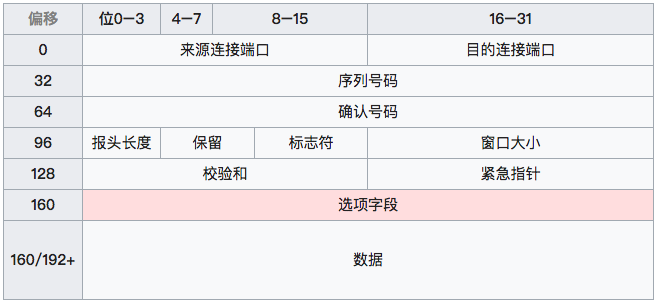 偏移 位0—3 4—7 8—15 16—31
0 来源连接端口 目的连接端口
32 序列号码
64 确认号码
96 报头长度 保留 标志符 窗口大小
128 校验和 紧急指针
160 选项字段
160/192+ 数据